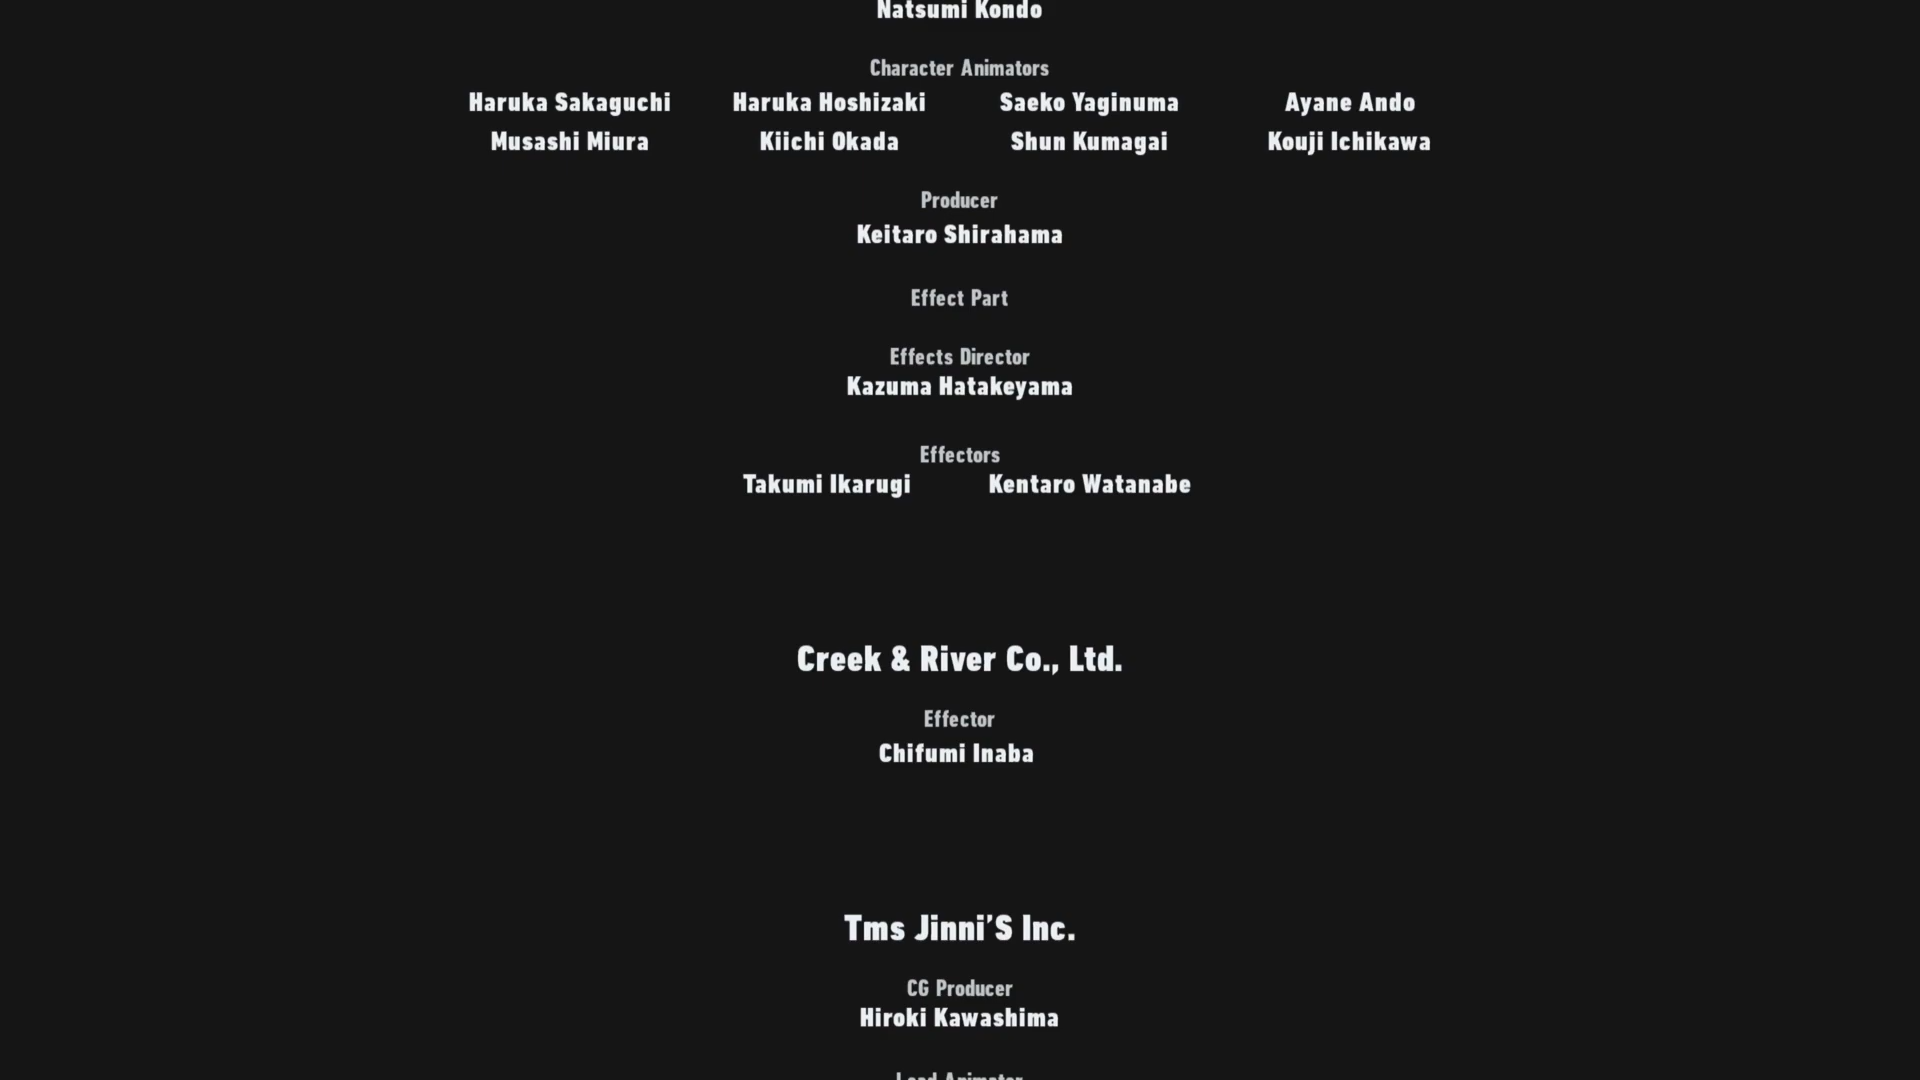 Natsumi Kondo
Character Animators
Haruka Sakaguchi Haruka Hoshizaki Saeko Yaginuma Ayane Ando
Musashi Miura Kiichi Okada Shun Kumagai Kouji Ichikawa
Producer
Keitaro Shirahama
Effect Part
Effects Director
Kazuma Hatakeyama
Effectors
Takumi Ikarugi Kentaro Watanabe
Creek & River Co., Ltd.
Effector
Chifumi Inaba
Tms Jinni'S Inc.
CG Producer
Hiroki Kawashima
Lead Animator